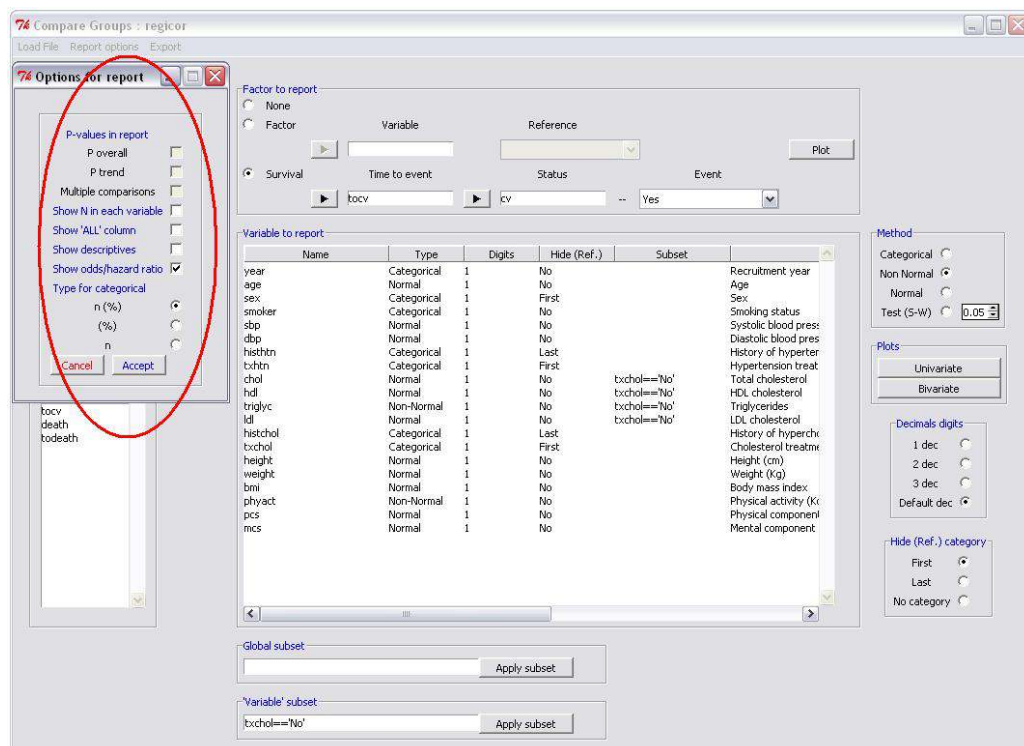 Compare Groups : regicor
Load File Report options Export
Options for report
P-values in report
P overall
P trend
Multiple comparisons
Show N in each variable
Show 'ALL' column
Show descriptives
Show odds/hazard ratio
Type for categorical
n (%)
(%)
n
Cancel Accept
tocv
death
todeath
Factor to report
None
Factor Variable Reference
Plot
Survival Time to event Status Event
tocv cv -- Yes
Variable to report
Name Type Digits Hide (Ref.) Subset
year Categorical 1 No Recruitment year
age Normal 1 No Age
sex Categorical 1 First Sex
smoker Categorical 1 No Smoking status
sbp Normal 1 No Systolic blood press
dbp Normal 1 No Diastolic blood pres
histhtn Categorical 1 Last History of hyperter
txhtn Categorical 1 First Hypertension treat
chol Normal 1 No txchol=='No' Total cholesterol
hdl Normal 1 No txchol=='No' HDL cholesterol
triglyc Non-Normal 1 No txchol=='No' Triglycerides
ldl Normal 1 No txchol=='No' LDL cholesterol
histchol Categorical 1 Last History of hypercho
txchol Categorical 1 First Cholesterol treatme
height Normal 1 No Height (cm)
weight Normal 1 No Weight (Kg)
bmi Normal 1 No Body mass index
phyact Non-Normal 1 No Physical activity (Kc
pcs Normal 1 No Physical component
mcs Normal 1 No Mental component
Method
Categorical
Non Normal
Normal
Test (S-W) 0.05
Plots
Univariate
Bivariate
Decimals digits
1 dec
2 dec
3 dec
Default dec
Hide (Ref.) category
First
Last
No category
Global subset
Apply subset
'Variable' subset
txchol=='No' Apply subset